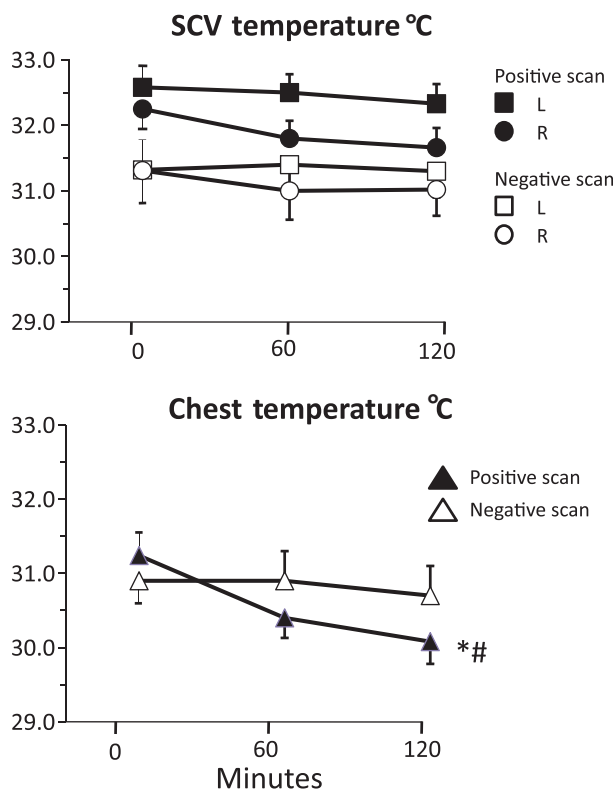 SCV temperature °C
33.0
32.0
31.0
30.0
29.0
0 60 120
Positive scan
L
R
Negative scan
L
R
Chest temperature °C
33.0
32.0
31.0
30.0
29.0
0 60 120
Minutes
Positive scan
Negative scan
*#